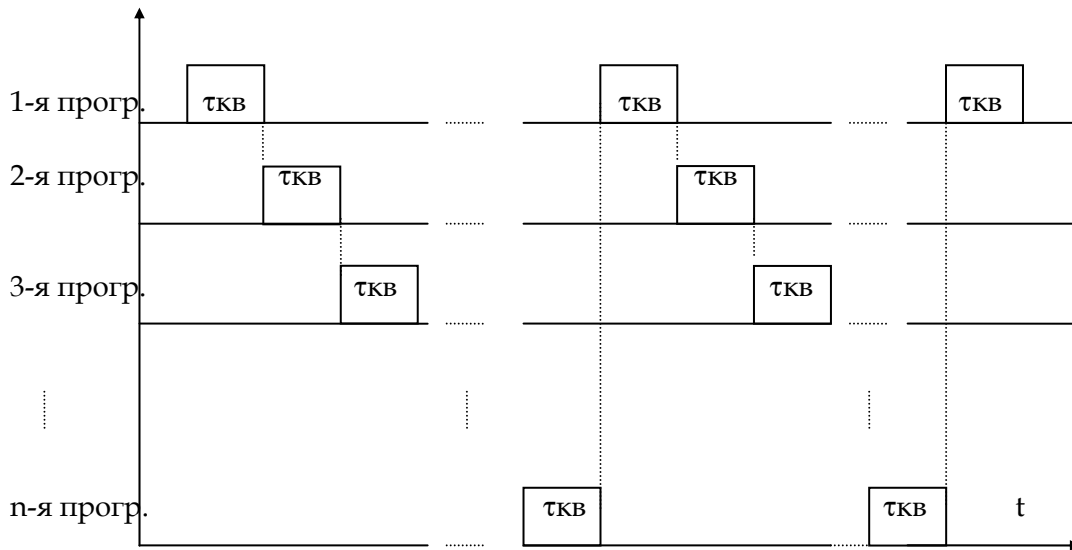 1-я прогр. τкв τкв τкв
2-я прогр. τкв τкв
3-я прогр. τкв τкв
n-я прогр. τкв τкв t